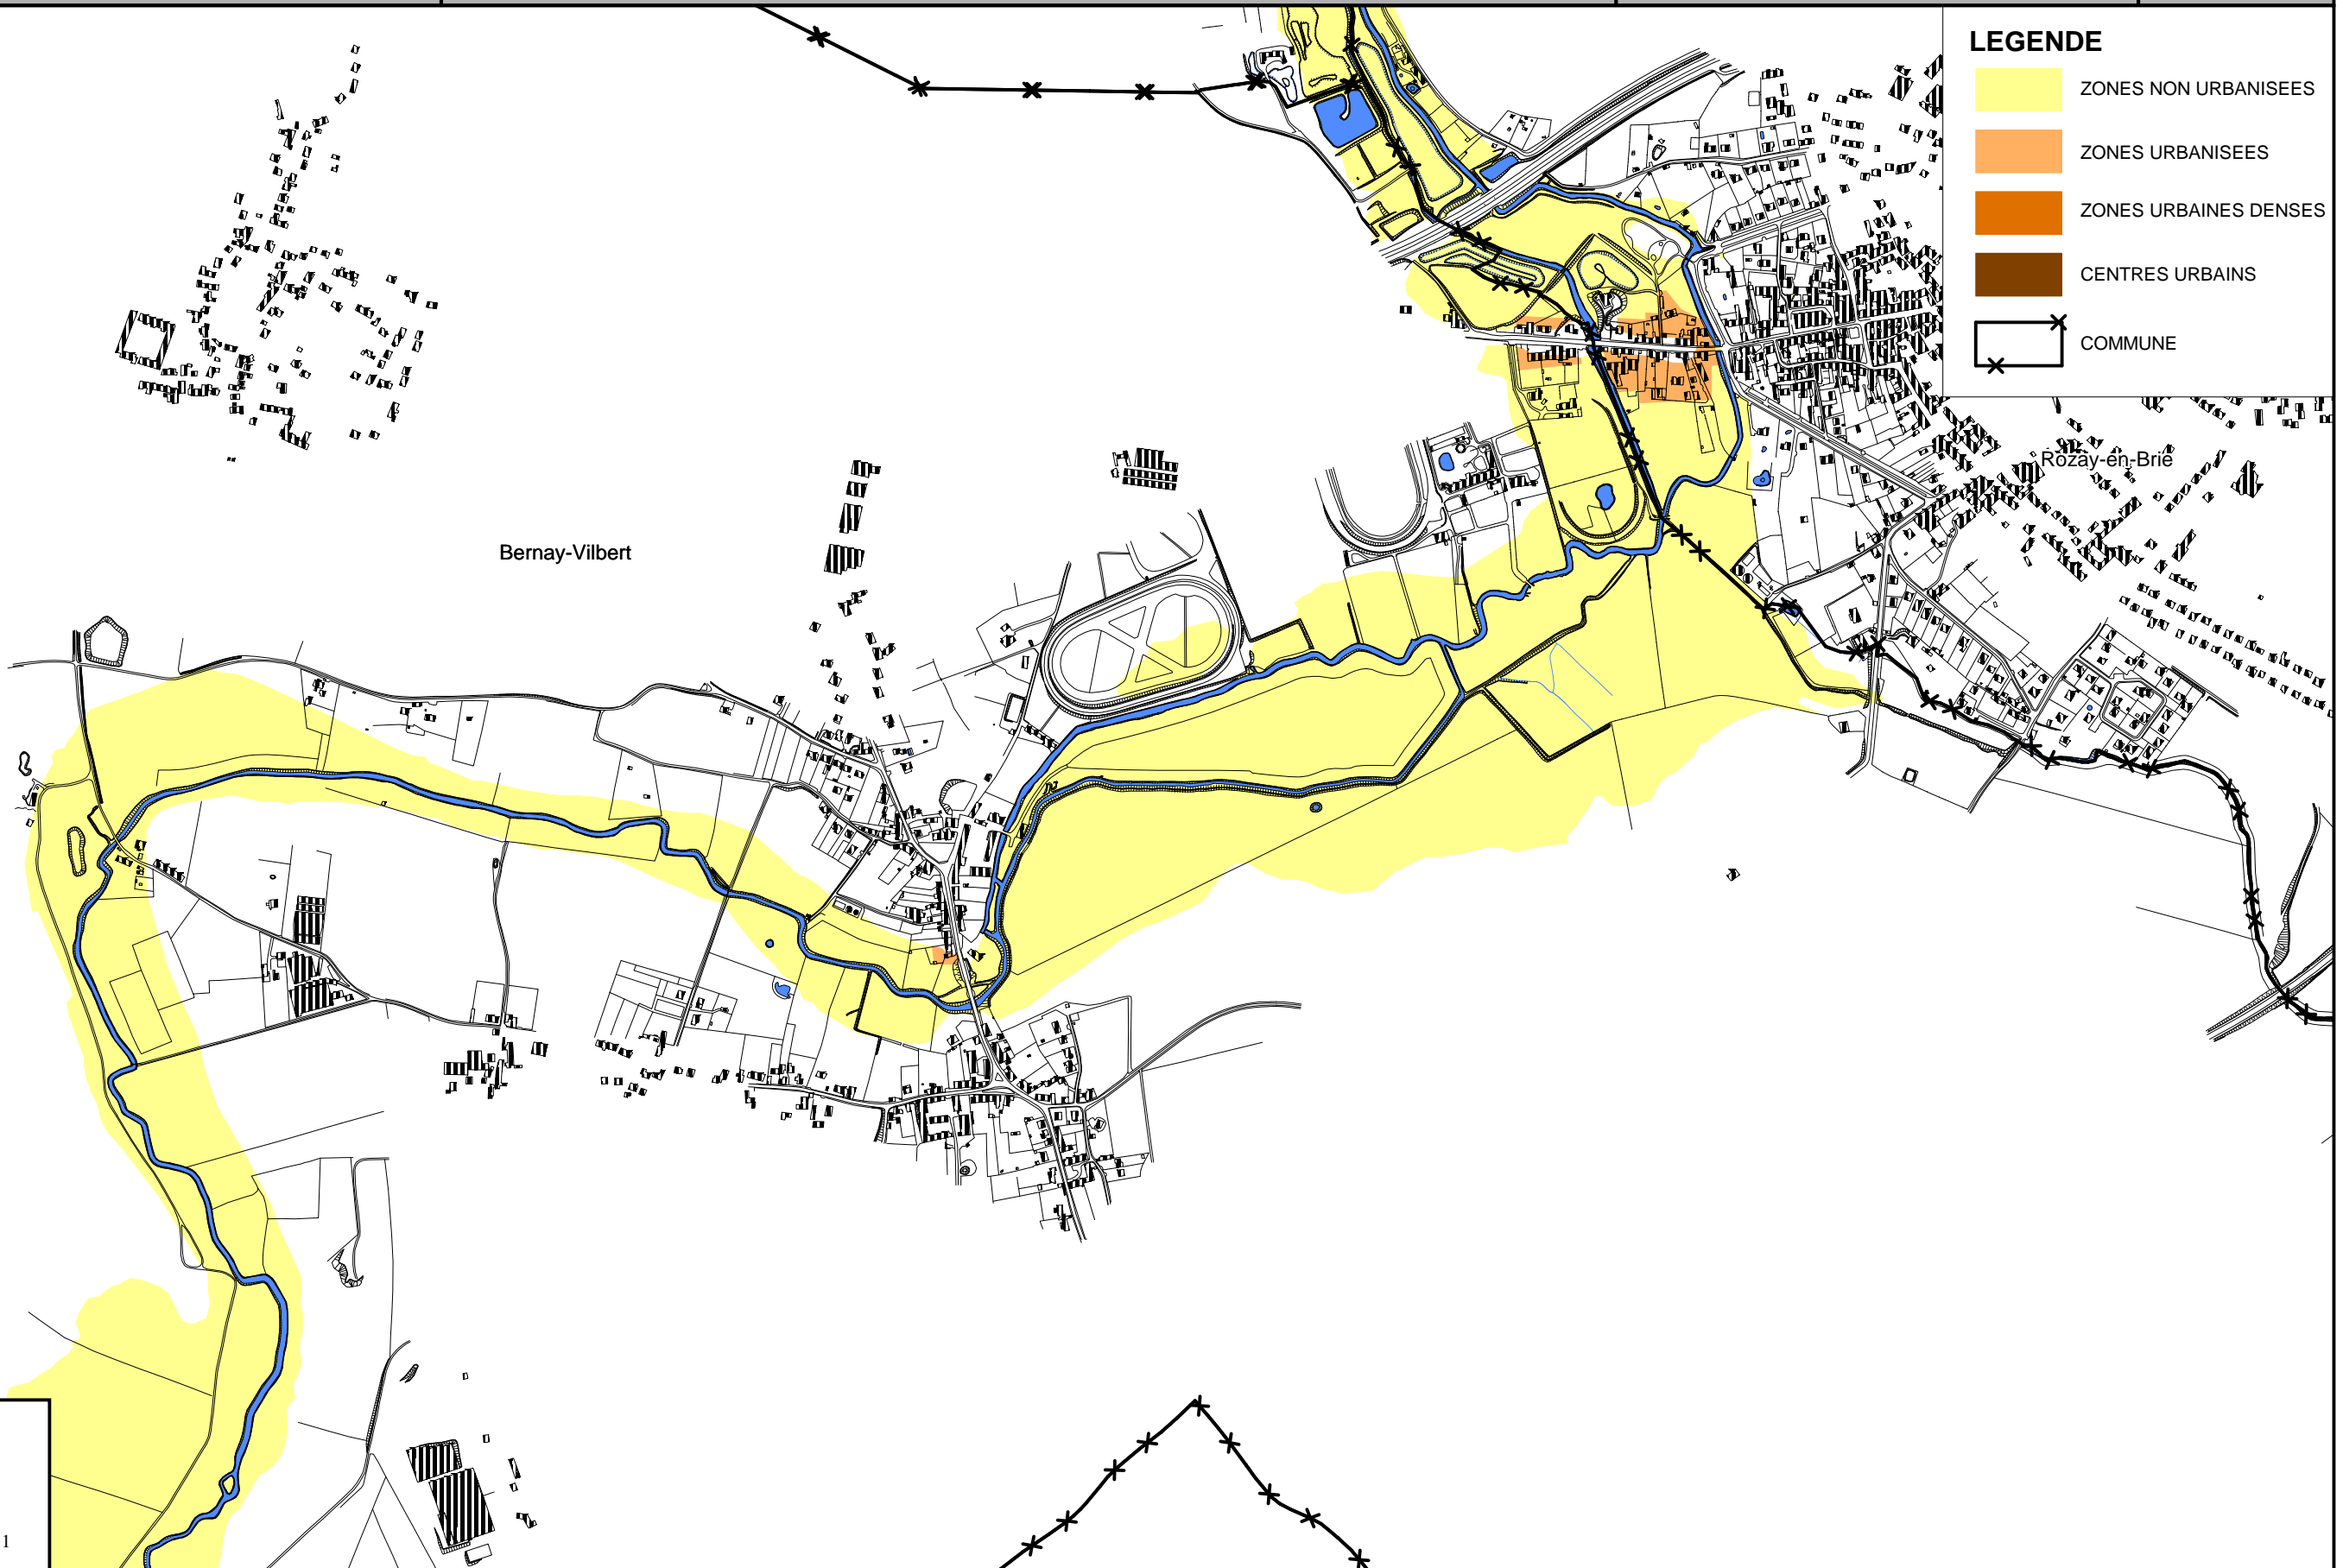 LEGENDE
ZONES NON URBANISEES
ZONES URBANISEES
ZONES URBAINES DENSES
CENTRES URBAINS
COMMUNE
Rozay-en-Brie
Bernay-Vilbert
1